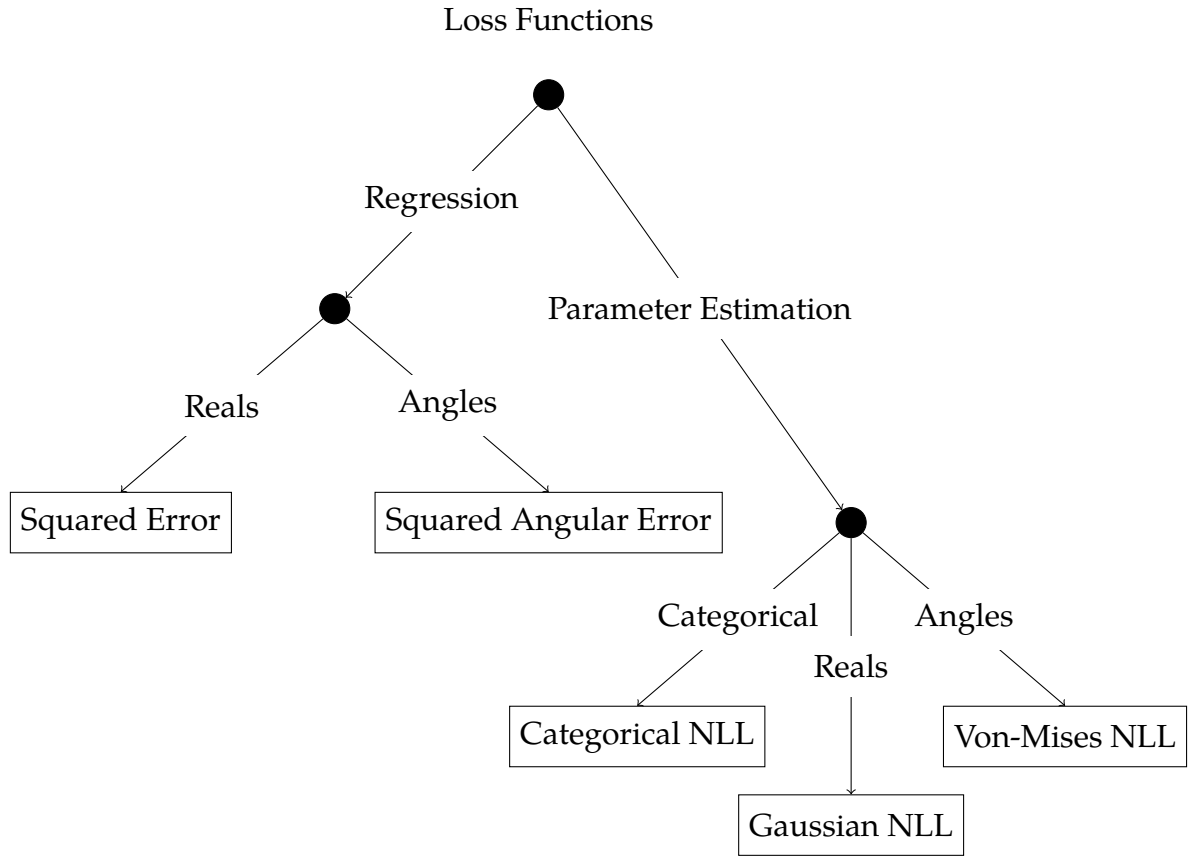 Loss Functions
Regression
Parameter Estimation
Reals
Angles
Squared Error
Squared Angular Error
Categorical
Angles
Reals
Categorical NLL
Von-Mises NLL
Gaussian NLL